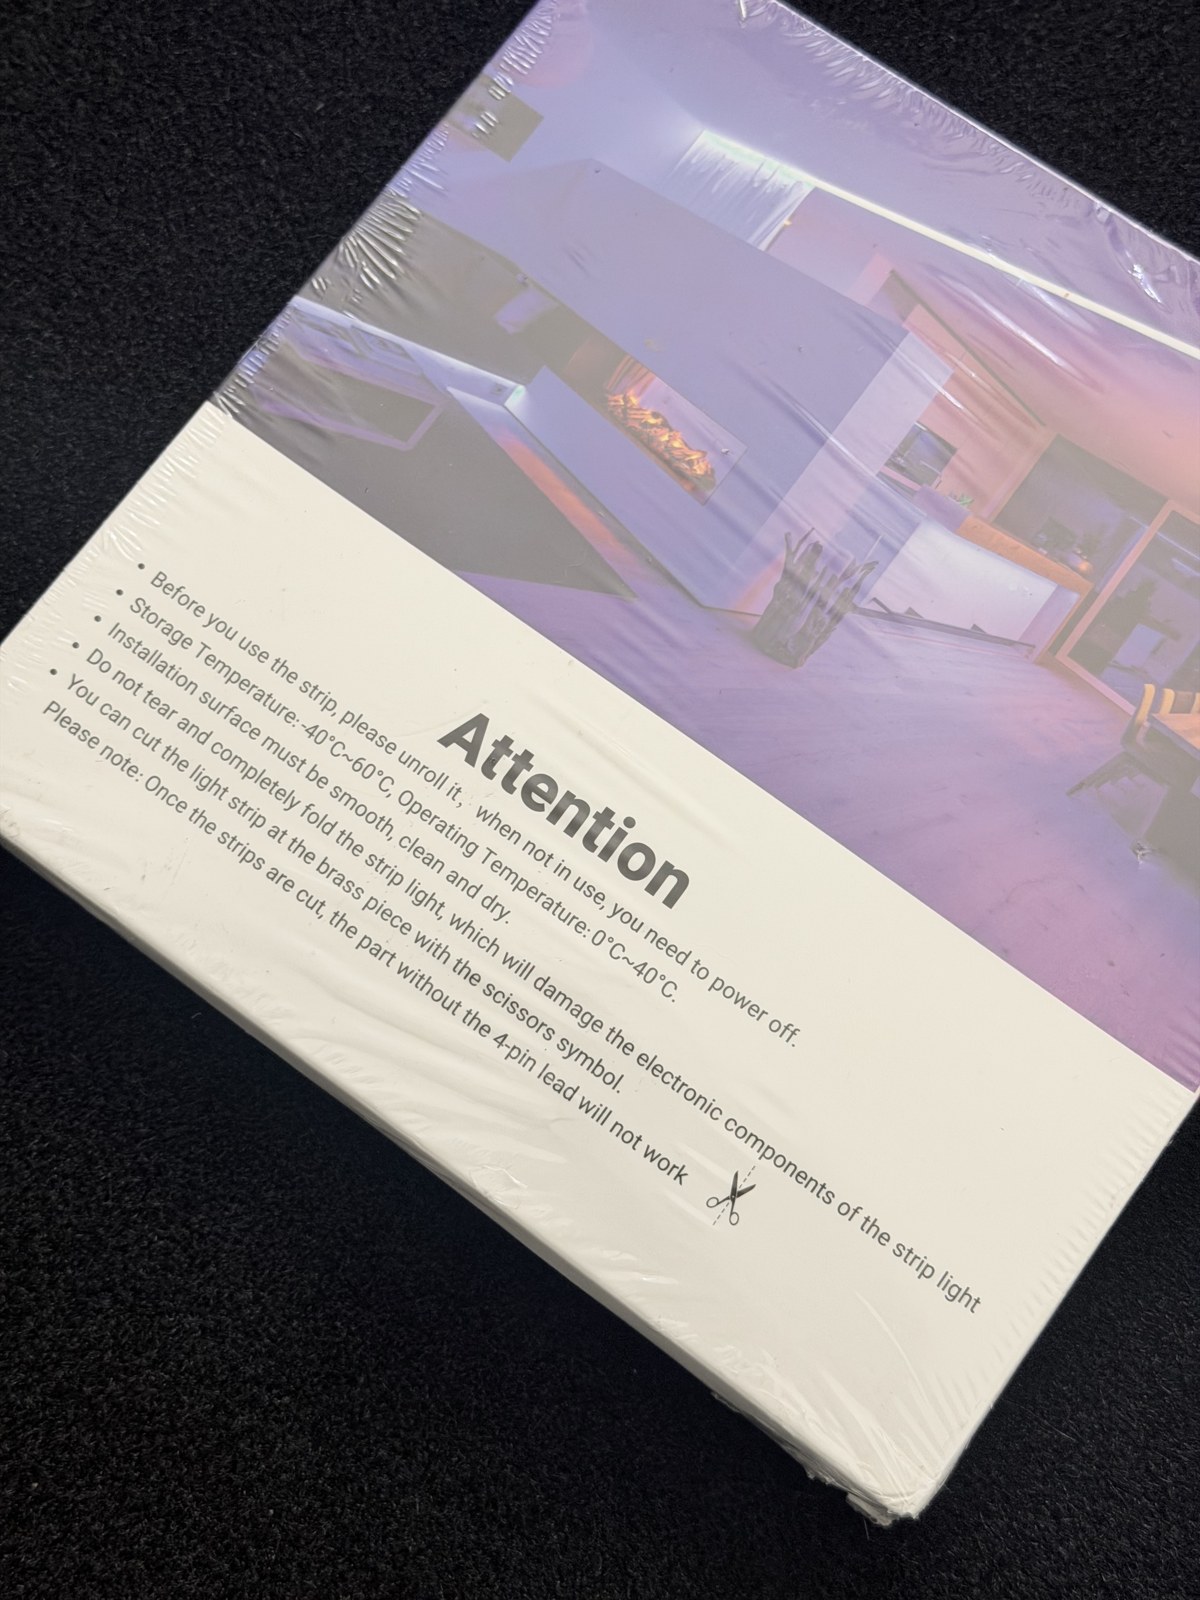 Attention
• Before you use the strip, please unroll it, when not in use, you need to power off.
• Storage Temperature: -40°C~60°C, Operating Temperature: 0°C~40°C.
• Installation surface must be smooth, clean and dry.
• Do not tear and completely fold the strip light, which will damage the electronic components of the strip light
• You can cut the light strip at the brass piece with the scissors symbol.
Please note: Once the strips are cut, the part without the 4-pin lead will not work